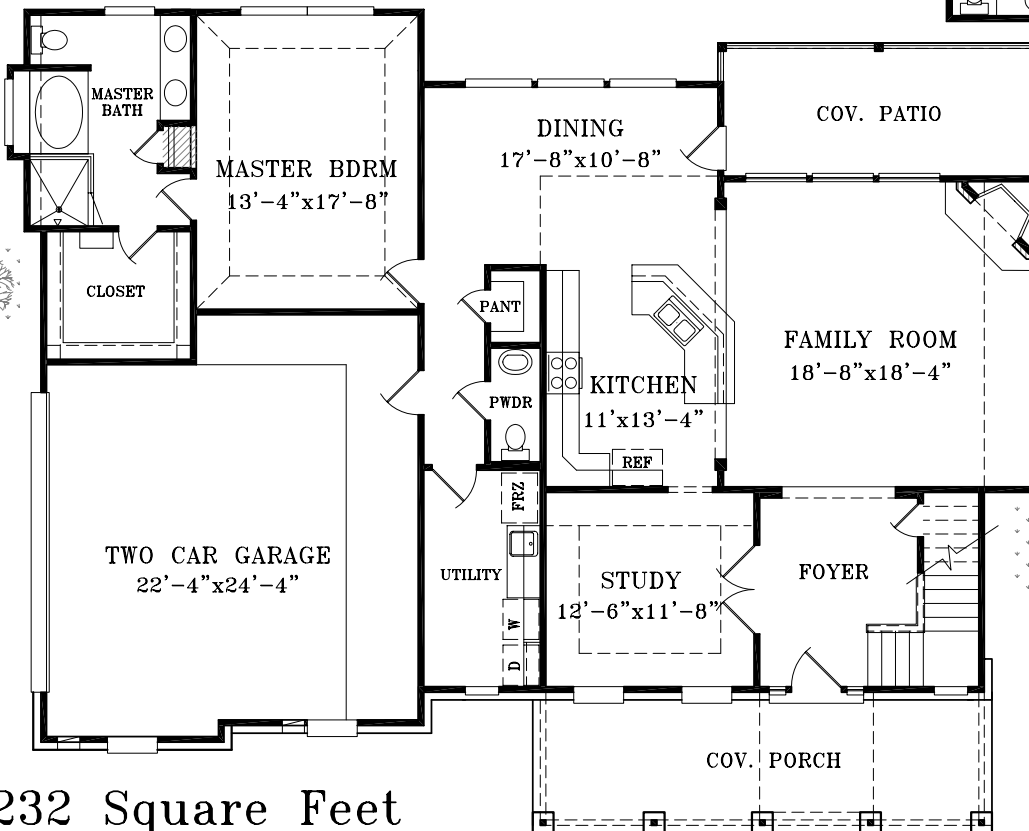 MASTER
BATH
MASTER BDRM
13'-4"x17'-8"
DINING
17'-8"x10'-8"
COV. PATIO
CLOSET
PANT
FAMILY ROOM
18'-8"x18'-4"
KITCHEN
11'x13'-4"
PWDR
REF
FRZ
TWO CAR GARAGE
22'-4"x24'-4"
UTILITY
STUDY
12'-6"x11'-8"
FOYER
W
D
COV. PORCH
232 Square Feet